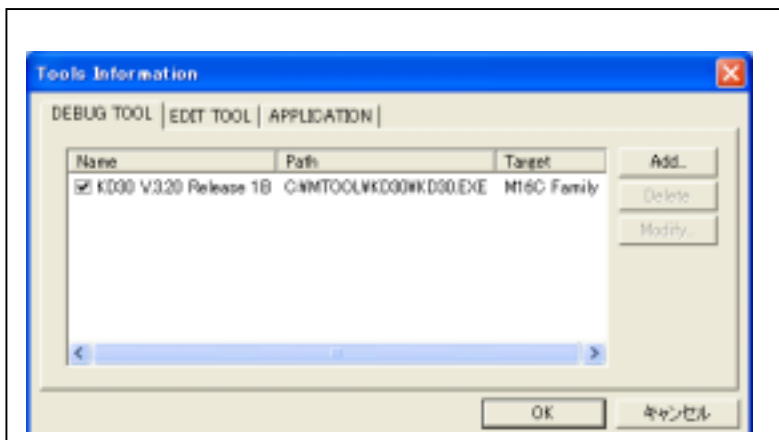 Tools Information
DEBUG TOOL EDIT TOOL APPLICATION
Name Path Target Add..
KD30 V.3.20 Release 1B C:¥MTOOL¥KD30¥KD30.EXE M16C Family Delete
Modify..
OK キャンセル